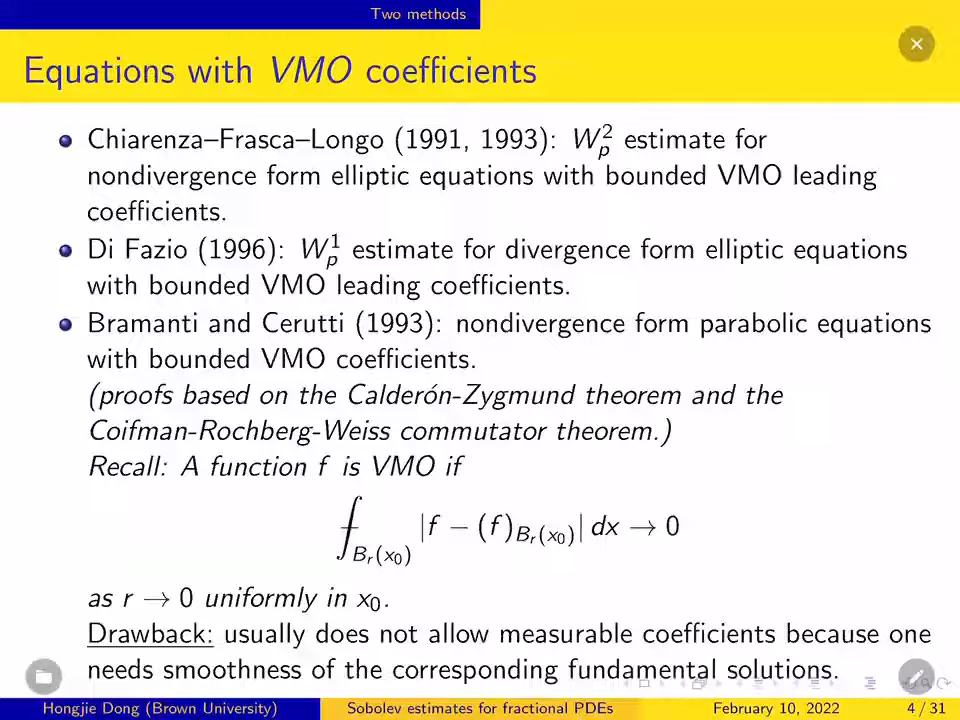 Two methods
Equations with VMO coefficients
Chiarenza–Frasca–Longo (1991, 1993): W_p^2 estimate for
nondivergence form elliptic equations with bounded VMO leading
coefficients.
Di Fazio (1996): W_p^1 estimate for divergence form elliptic equations
with bounded VMO leading coefficients.
Bramanti and Cerutti (1993): nondivergence form parabolic equations
with bounded VMO coefficients.
(proofs based on the Calderón-Zygmund theorem and the
Coifman-Rochberg-Weiss commutator theorem.)
Recall: A function f is VMO if
⨍_{B_r(x_0)} |f − (f)_{B_r(x_0)}| dx → 0
as r → 0 uniformly in x_0.
Drawback: usually does not allow measurable coefficients because one
needs smoothness of the corresponding fundamental solutions.
Hongjie Dong (Brown University) Sobolev estimates for fractional PDEs February 10, 2022 4 / 31